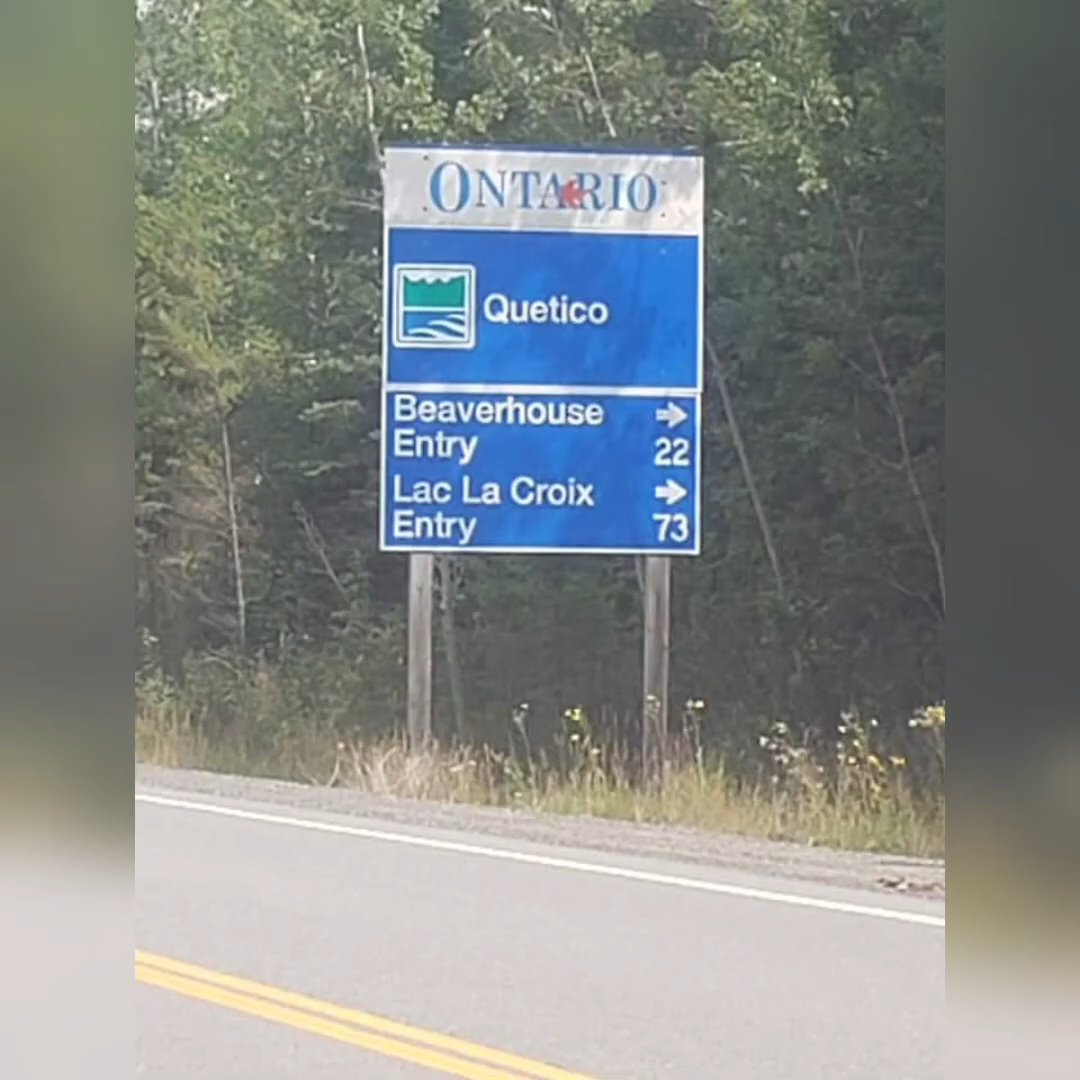 ONTARIO
Quetico
Beaverhouse
Entry 22
Lac La Croix
Entry 73